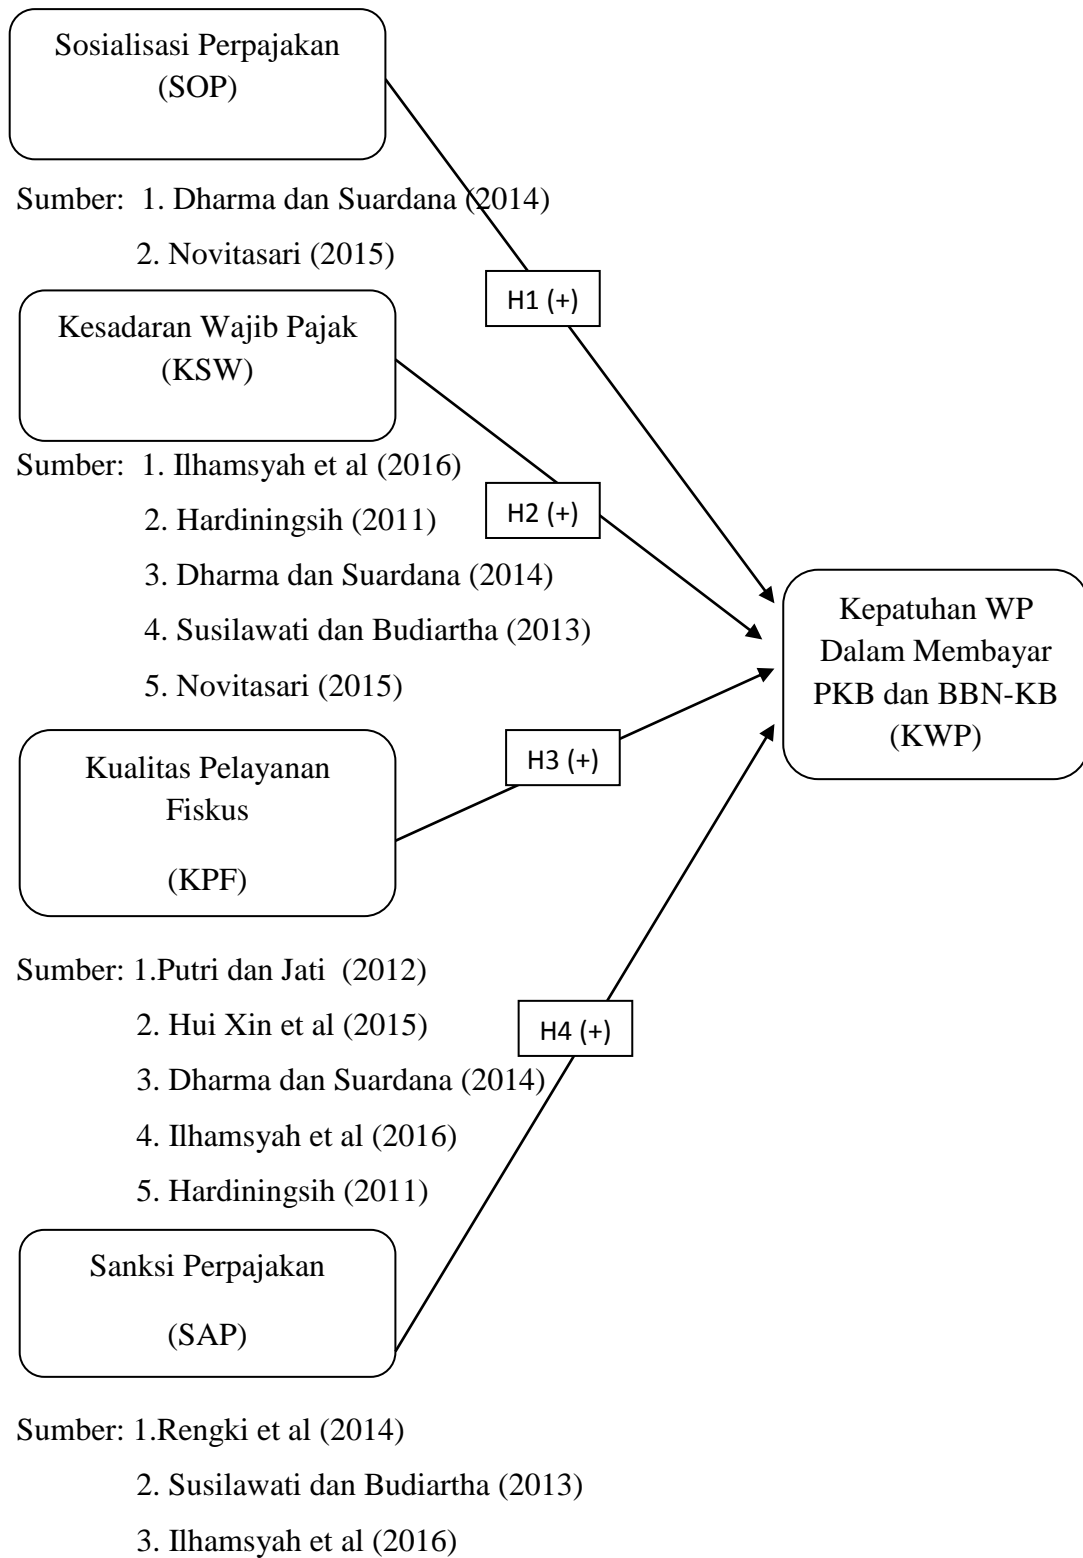 Sosialisasi Perpajakan
(SOP)
Sumber: 1. Dharma dan Suardana (2014)
2. Novitasari (2015)
H1 (+)
Kesadaran Wajib Pajak
(KSW)
Sumber: 1. Ilhamsyah et al (2016)
2. Hardiningsih (2011)
H2 (+)
3. Dharma dan Suardana (2014)
4. Susilawati dan Budiartha (2013)
5. Novitasari (2015)
Kepatuhan WP
Dalam Membayar
PKB dan BBN-KB
(KWP)
Kualitas Pelayanan
Fiskus
(KPF)
H3 (+)
Sumber: 1.Putri dan Jati (2012)
2. Hui Xin et al (2015)
H4 (+)
3. Dharma dan Suardana (2014)
4. Ilhamsyah et al (2016)
5. Hardiningsih (2011)
Sanksi Perpajakan
(SAP)
Sumber: 1.Rengki et al (2014)
2. Susilawati dan Budiartha (2013)
3. Ilhamsyah et al (2016)